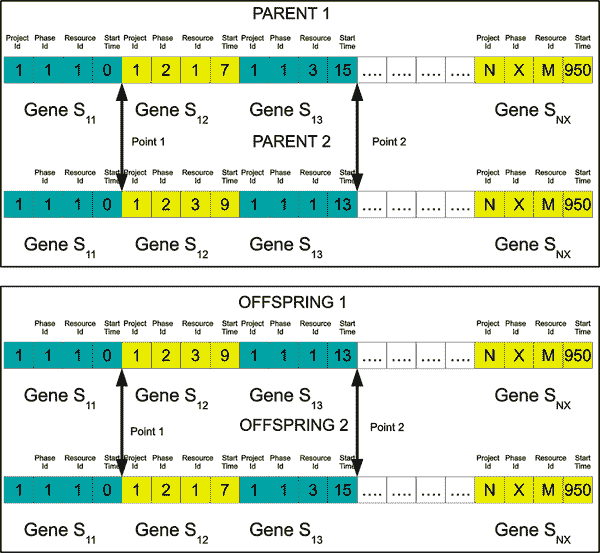 PARENT 1
Project Id Phase Id Resource Id Start Time Project Id Phase Id Resource Id Start Time Project Id Phase Id Resource Id Start Time Project Id Phase Id Resource Id Start Time
1 1 1 0 1 2 1 7 1 1 3 15 .... .... .... .... N X M 950
Gene S11 Gene S12 Gene S13 Gene SNX
Point 1 PARENT 2 Point 2
Phase Id Resource Id Start Time Project Id Phase Id Resource Id Start Time Project Id Phase Id Resource Id Start Time Project Id Phase Id Resource Id Start Time
1 1 1 0 1 2 3 9 1 1 1 13 .... .... .... .... N X M 950
Gene S11 Gene S12 Gene S13 Gene SNX
OFFSPRING 1
Phase Id Resource Id Start Time Project Id Phase Id Resource Id Start Time Project Id Phase Id Resource Id Start Time Project Id Phase Id Resource Id Start Time
1 1 1 0 1 2 3 9 1 1 1 13 .... .... .... .... N X M 950
Gene S11 Gene S12 Gene S13 Gene SNX
Point 1 OFFSPRING 2 Point 2
Phase Id Resource Id Start Time Project Id Phase Id Resource Id Start Time Project Id Phase Id Resource Id Start Time Project Id Phase Id Resource Id Start Time
1 1 1 0 1 2 1 7 1 1 3 15 .... .... .... .... N X M 950
Gene S11 Gene S12 Gene S13 Gene SNX